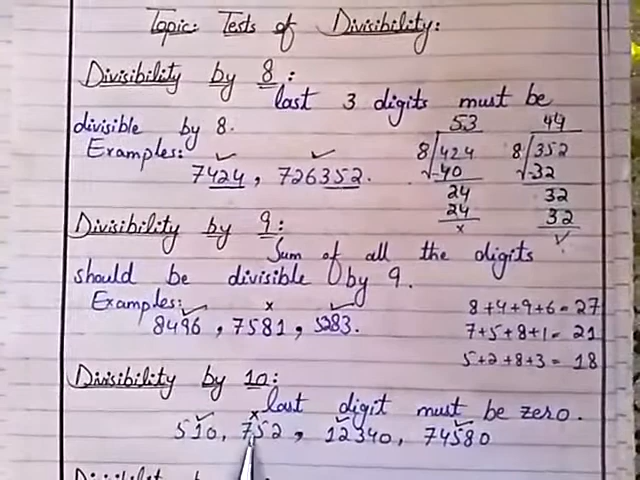 Topic: Tests of Divisibility:
Divisibility by 8:
last 3 digits must be
divisible by 8.
Examples:
7424, 726352.
53
8 424
-40
24
24
x
44
8 352
-32
32
32
✓
Divisibility by 9:
Sum of all the digits
should be divisible by 9.
Examples:
8496, 7581, 5283.
8+4+9+6=27
7+5+8+1=21
5+2+8+3=18
Divisibility by 10:
last digit must be zero.
510, 752, 12340, 74580